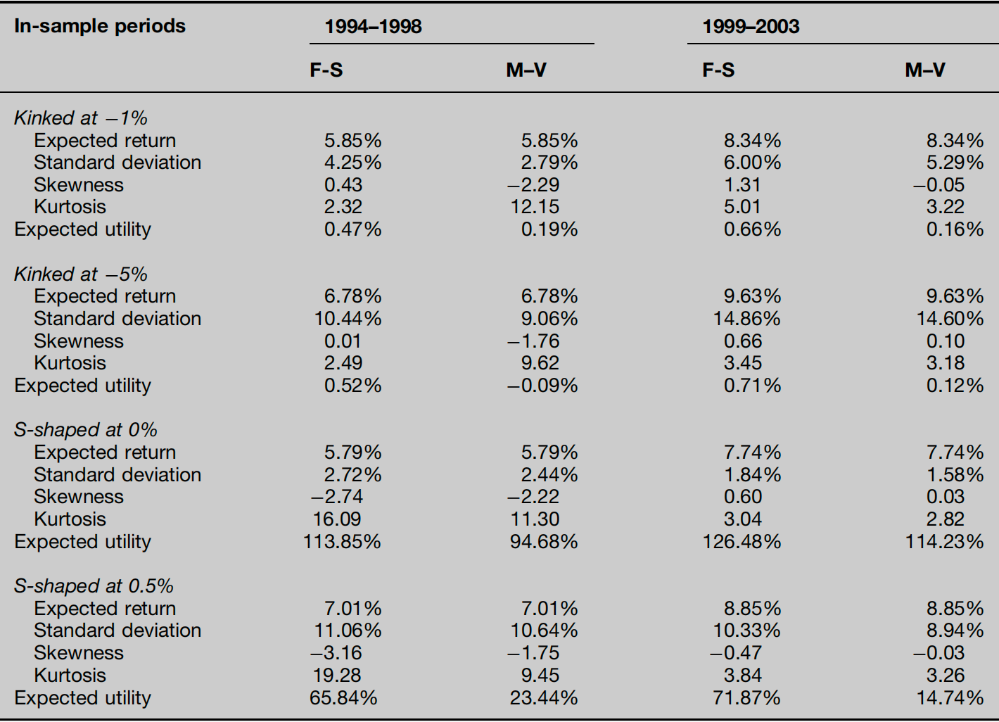 In-sample periods 1994–1998 1999–2003
F-S M–V F-S M–V
Kinked at −1%
Expected return 5.85% 5.85% 8.34% 8.34%
Standard deviation 4.25% 2.79% 6.00% 5.29%
Skewness 0.43 −2.29 1.31 −0.05
Kurtosis 2.32 12.15 5.01 3.22
Expected utility 0.47% 0.19% 0.66% 0.16%
Kinked at −5%
Expected return 6.78% 6.78% 9.63% 9.63%
Standard deviation 10.44% 9.06% 14.86% 14.60%
Skewness 0.01 −1.76 0.66 0.10
Kurtosis 2.49 9.62 3.45 3.18
Expected utility 0.52% −0.09% 0.71% 0.12%
S-shaped at 0%
Expected return 5.79% 5.79% 7.74% 7.74%
Standard deviation 2.72% 2.44% 1.84% 1.58%
Skewness −2.74 −2.22 0.60 0.03
Kurtosis 16.09 11.30 3.04 2.82
Expected utility 113.85% 94.68% 126.48% 114.23%
S-shaped at 0.5%
Expected return 7.01% 7.01% 8.85% 8.85%
Standard deviation 11.06% 10.64% 10.33% 8.94%
Skewness −3.16 −1.75 −0.47 −0.03
Kurtosis 19.28 9.45 3.84 3.26
Expected utility 65.84% 23.44% 71.87% 14.74%